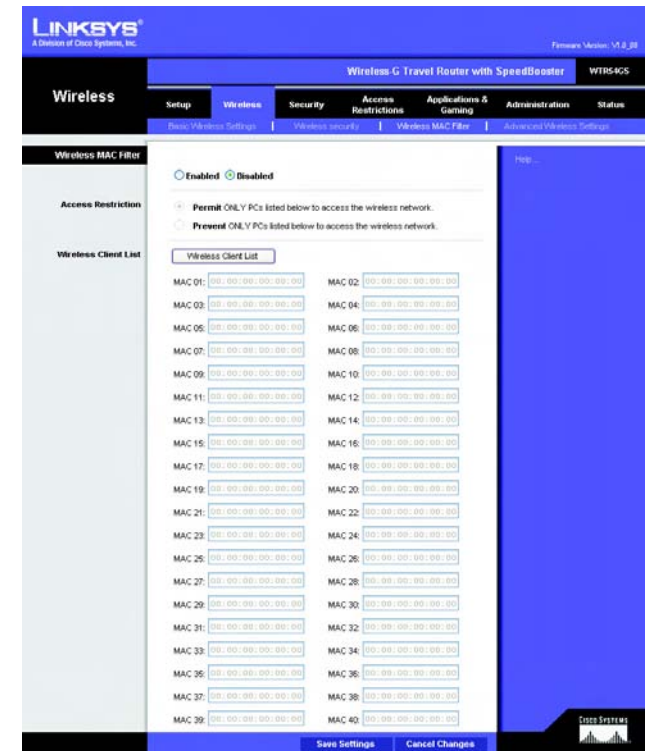 LINKSYS®
A Division of Cisco Systems, Inc.
Firmware Version: V1.0_00
Wireless-G Travel Router with SpeedBooster WTR54GS
Wireless
Setup Wireless Security Access Restrictions Applications & Gaming Administration Status
Basic Wireless Settings | Wireless security | Wireless MAC Filter | Advanced Wireless Settings
Wireless MAC Filter
Help...
Enabled Disabled
Access Restriction
Permit ONLY PCs listed below to access the wireless network.
Prevent ONLY PCs listed below to access the wireless network.
Wireless Client List
Wireless Client List
MAC 01: 00:00:00:00:00:00 MAC 02: 00:00:00:00:00:00
MAC 03: 00:00:00:00:00:00 MAC 04: 00:00:00:00:00:00
MAC 05: 00:00:00:00:00:00 MAC 06: 00:00:00:00:00:00
MAC 07: 00:00:00:00:00:00 MAC 08: 00:00:00:00:00:00
MAC 09: 00:00:00:00:00:00 MAC 10: 00:00:00:00:00:00
MAC 11: 00:00:00:00:00:00 MAC 12: 00:00:00:00:00:00
MAC 13: 00:00:00:00:00:00 MAC 14: 00:00:00:00:00:00
MAC 15: 00:00:00:00:00:00 MAC 16: 00:00:00:00:00:00
MAC 17: 00:00:00:00:00:00 MAC 18: 00:00:00:00:00:00
MAC 19: 00:00:00:00:00:00 MAC 20: 00:00:00:00:00:00
MAC 21: 00:00:00:00:00:00 MAC 22: 00:00:00:00:00:00
MAC 23: 00:00:00:00:00:00 MAC 24: 00:00:00:00:00:00
MAC 25: 00:00:00:00:00:00 MAC 26: 00:00:00:00:00:00
MAC 27: 00:00:00:00:00:00 MAC 28: 00:00:00:00:00:00
MAC 29: 00:00:00:00:00:00 MAC 30: 00:00:00:00:00:00
MAC 31: 00:00:00:00:00:00 MAC 32: 00:00:00:00:00:00
MAC 33: 00:00:00:00:00:00 MAC 34: 00:00:00:00:00:00
MAC 35: 00:00:00:00:00:00 MAC 36: 00:00:00:00:00:00
MAC 37: 00:00:00:00:00:00 MAC 38: 00:00:00:00:00:00
MAC 39: 00:00:00:00:00:00 MAC 40: 00:00:00:00:00:00
Save Settings Cancel Changes
CISCO SYSTEMS